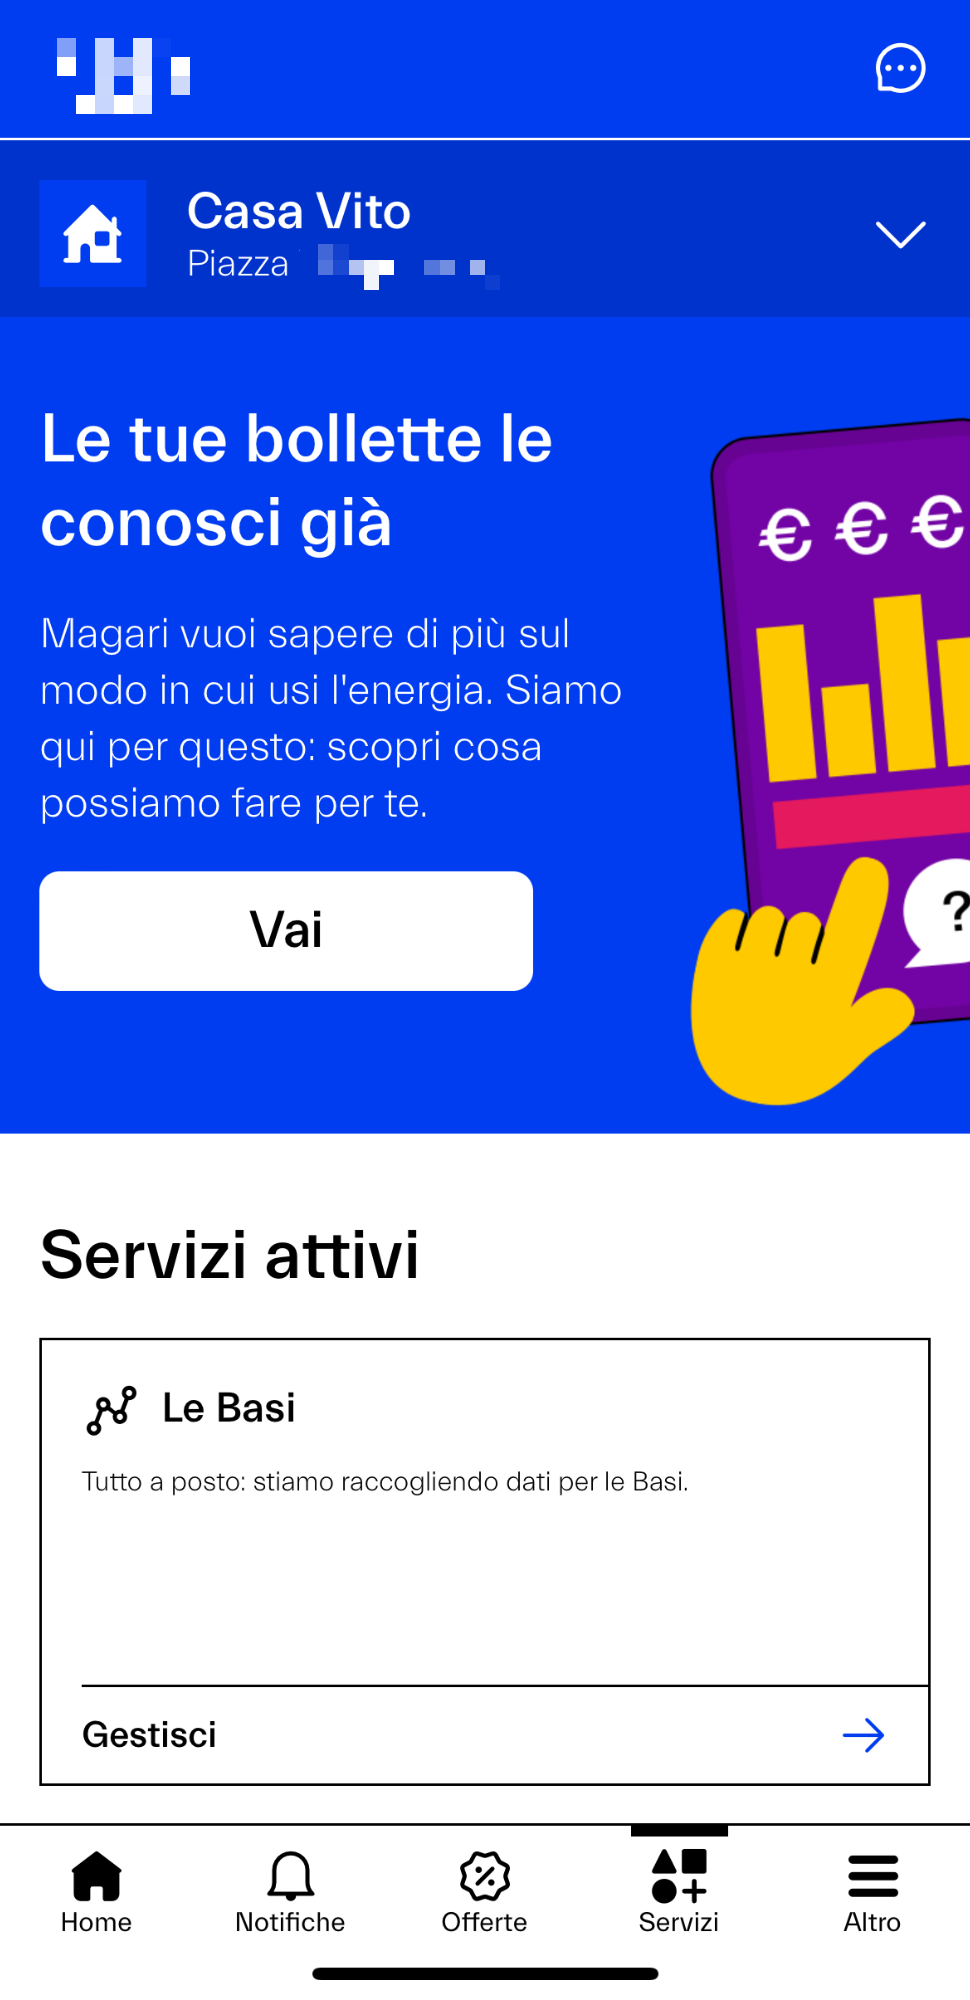 Casa Vito
Piazza
Le tue bollette le
conosci già
Magari vuoi sapere di più sul
modo in cui usi l'energia. Siamo
qui per questo: scopri cosa
possiamo fare per te.
Vai
€ € €
?
Servizi attivi
Le Basi
Tutto a posto: stiamo raccogliendo dati per le Basi.
Gestisci
Home
Notifiche
Offerte
Servizi
Altro